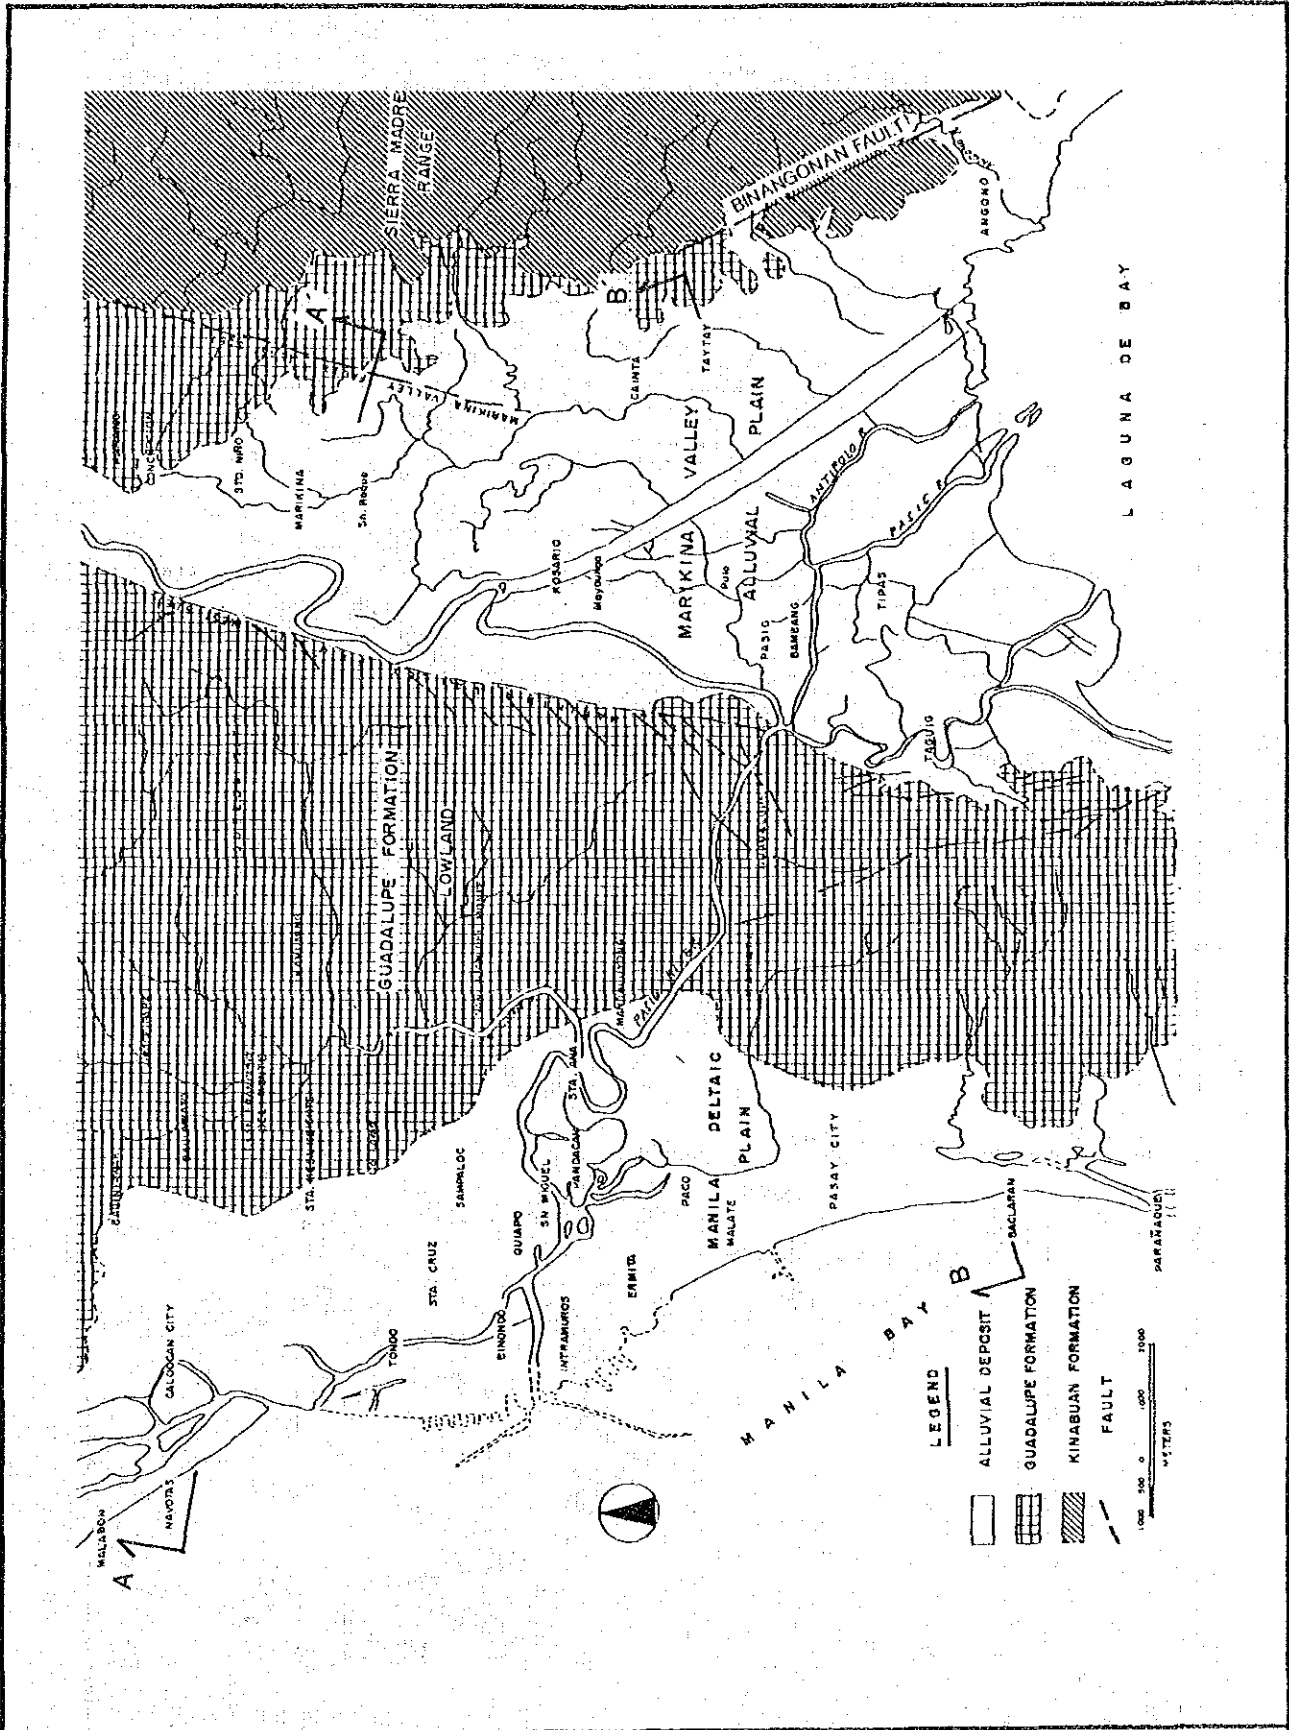 SIERRA MADRE
RANGE
BINANGONAN FAULT
A'
B'
ANGONO
STO. NIÑO
MARIKINA
SN. ROQUE
MARIKINA VALLEY
CAINTA
TAYTAY
MARIKINA VALLEY
ALLUVIAL PLAIN
ROSARIO
PASIG
BAMBANG
ANTIPOLO R.
PASIG R.
TIPAS
TAGUIG
LAGUNA DE BAY
GUADALUPE FORMATION
LOWLAND
PASIG RIVER
MALABON
NAVOTAS
CALOOCAN CITY
A
TONDO
STA. CRUZ
SAMPALOC
BINONDO
QUIAPO
SN MIGUEL
PANDACAN
STA. ANA
INTRAMUROS
ERMITA
PACO
MALATE
MANILA DELTAIC
PLAIN
PASAY CITY
BACLARAN
PARAÑAQUE
MANILA BAY
B
LEGEND
ALLUVIAL DEPOSIT
GUADALUPE FORMATION
KINABUAN FORMATION
FAULT
1000 500 0 1000 2000
METERS